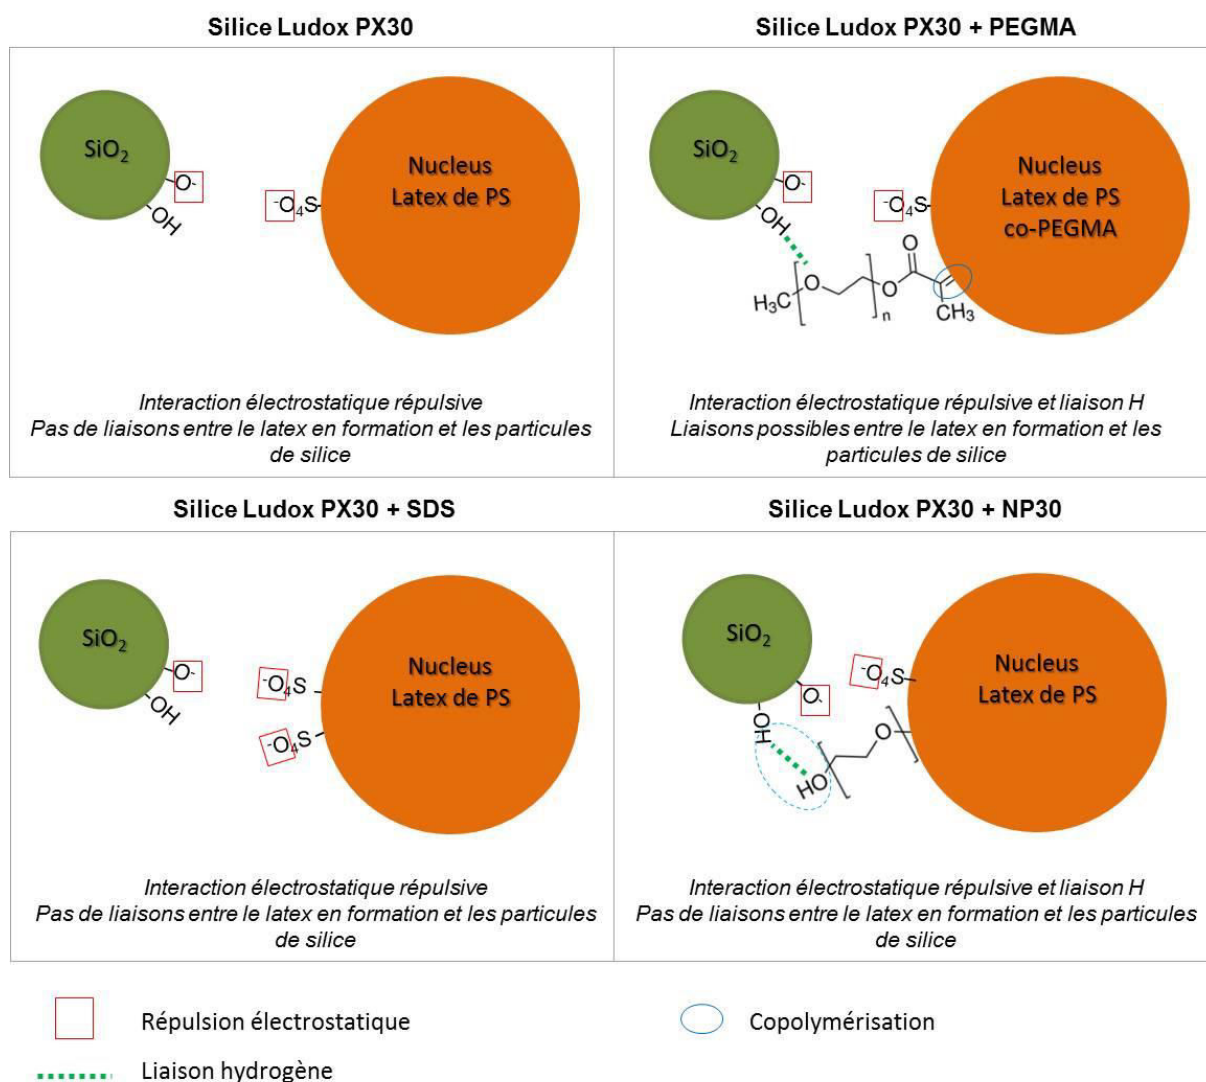 Silice Ludox PX30
Silice Ludox PX30 + PEGMA
SiO2
O-
OH
-O4S
Nucleus
Latex de PS
Interaction électrostatique répulsive
Pas de liaisons entre le latex en formation et les particules
de silice
SiO2
O-
OH
-O4S
Nucleus
Latex de PS
co-PEGMA
H3C
O
n
O
O
CH3
Interaction électrostatique répulsive et liaison H
Liaisons possibles entre le latex en formation et les
particules de silice
Silice Ludox PX30 + SDS
Silice Ludox PX30 + NP30
SiO2
O-
OH
-O4S
-O4S
Nucleus
Latex de PS
Interaction électrostatique répulsive
Pas de liaisons entre le latex en formation et les particules
de silice
SiO2
O-
OH
-O4S
HO
O
Nucleus
Latex de PS
Interaction électrostatique répulsive et liaison H
Pas de liaisons entre le latex en formation et les particules
de silice
Répulsion électrostatique
Copolymérisation
Liaison hydrogène